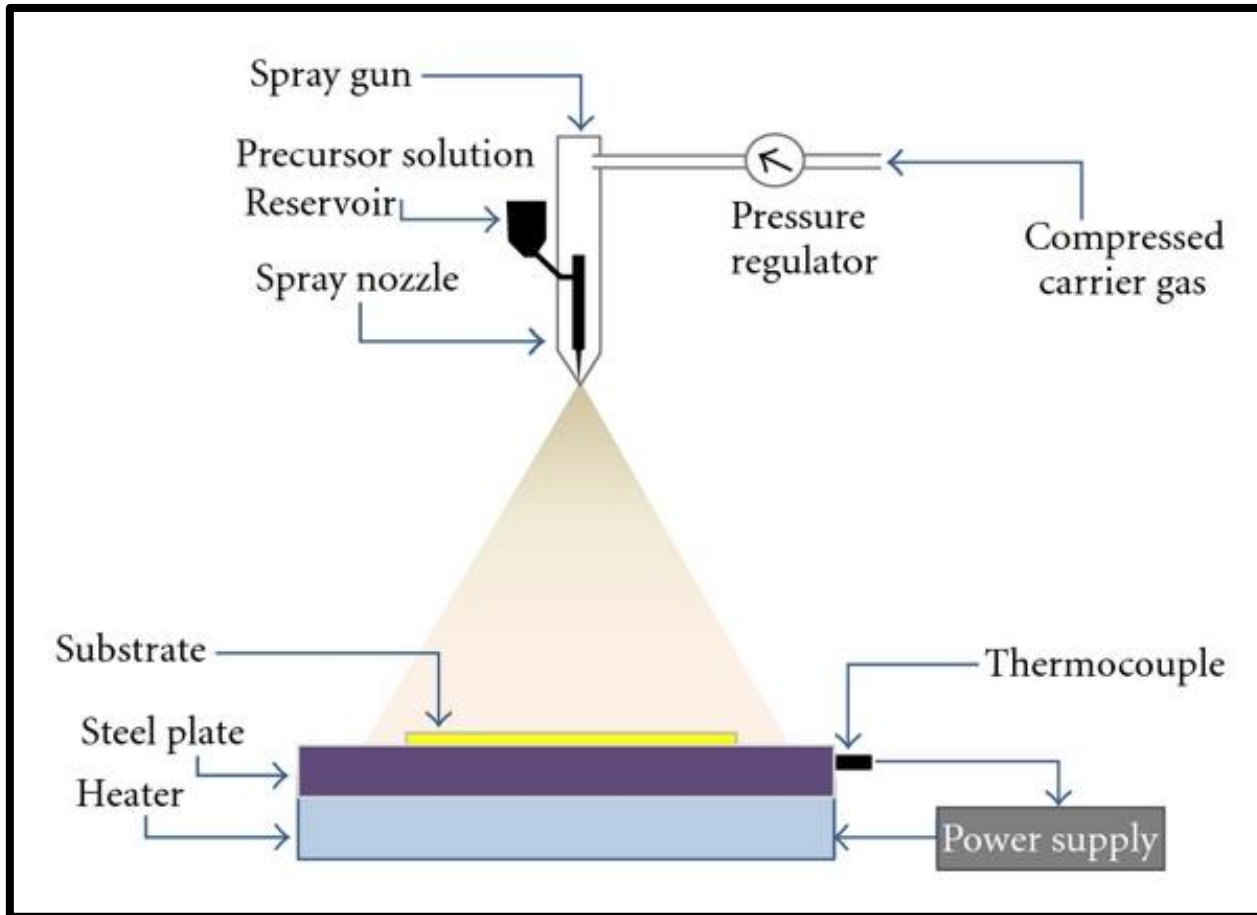 Spray gun
Precursor solution
Reservoir
Spray nozzle
Pressure
regulator
Compressed
carrier gas
Substrate
Thermocouple
Steel plate
Heater
Power supply